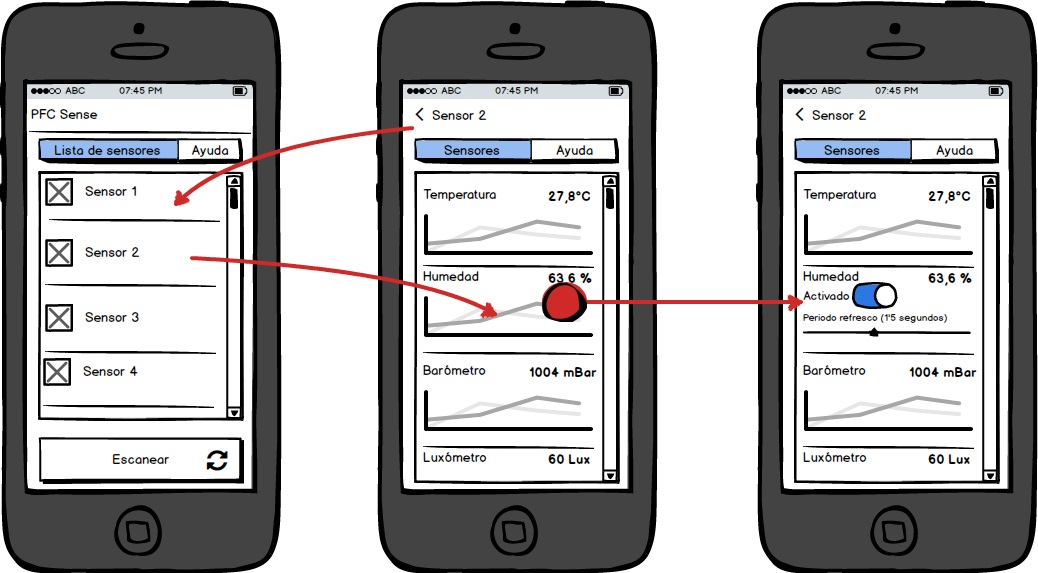 ABC 07:45 PM
PFC Sense
Lista de sensores Ayuda
Sensor 1
Sensor 2
Sensor 3
Sensor 4
Escanear
ABC 07:45 PM
Sensor 2
Sensores Ayuda
Temperatura 27,8°C
Humedad 63,6 %
Barómetro 1004 mBar
Luxómetro 60 Lux
ABC 07:45 PM
Sensor 2
Sensores Ayuda
Temperatura 27,8°C
Humedad 63,6 %
Activado
Periodo refresco (1'5 segundos)
Barómetro 1004 mBar
Luxómetro 60 Lux